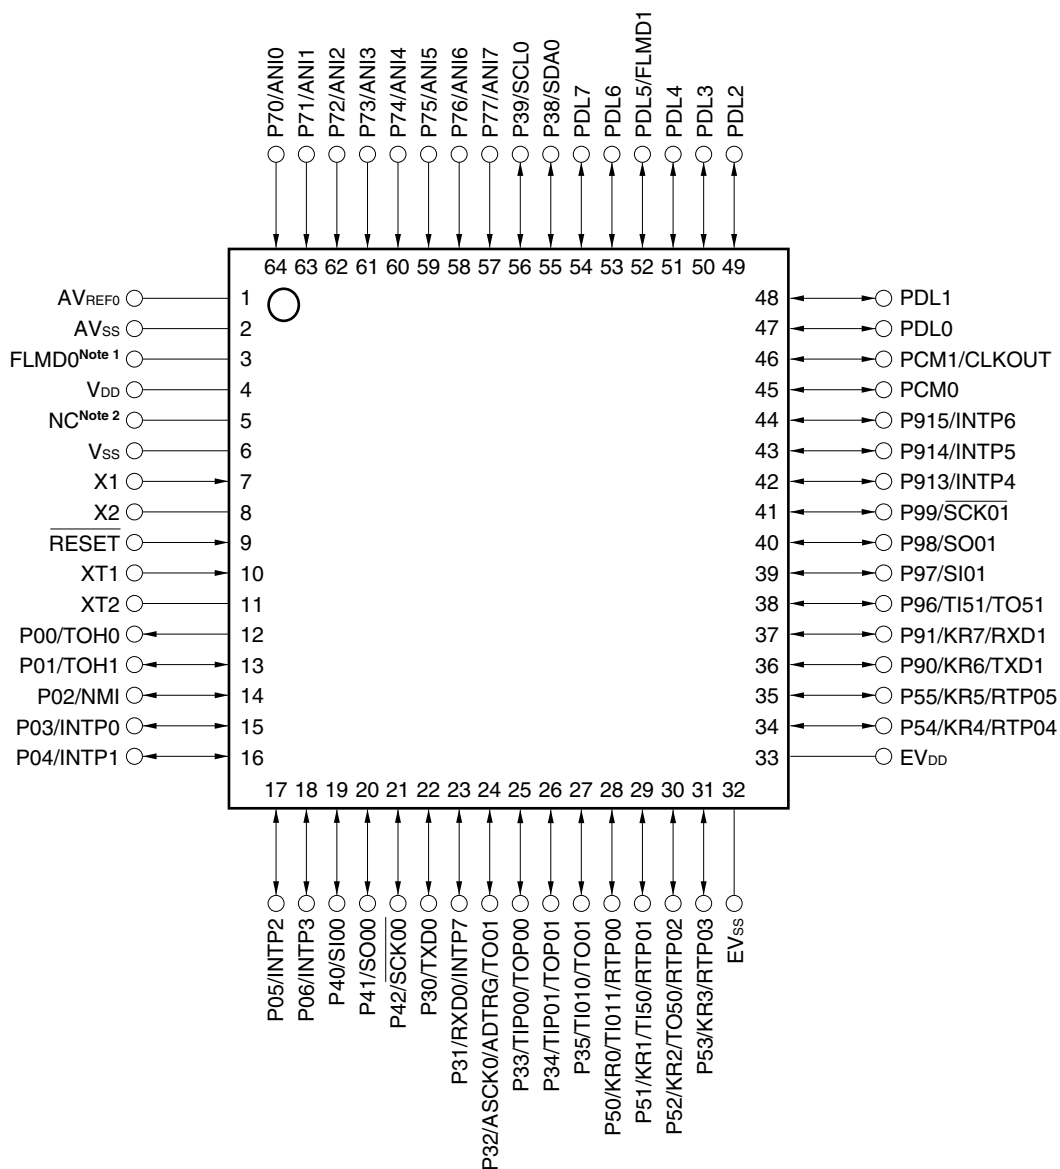 P70/ANI0
P71/ANI1
P72/ANI2
P73/ANI3
P74/ANI4
P75/ANI5
P76/ANI6
P77/ANI7
P39/SCL0
P38/SDA0
PDL7
PDL6
PDL5/FLMD1
PDL4
PDL3
PDL2
64 63 62 61 60 59 58 57 56 55 54 53 52 51 50 49
AVREF0 1 48 PDL1
AVSS 2 47 PDL0
FLMD0Note 1 3 46 PCM1/CLKOUT
VDD 4 45 PCM0
NCNote 2 5 44 P915/INTP6
VSS 6 43 P914/INTP5
X1 7 42 P913/INTP4
X2 8 41 P99/SCK01
RESET 9 40 P98/SO01
XT1 10 39 P97/SI01
XT2 11 38 P96/TI51/TO51
P00/TOH0 12 37 P91/KR7/RXD1
P01/TOH1 13 36 P90/KR6/TXD1
P02/NMI 14 35 P55/KR5/RTP05
P03/INTP0 15 34 P54/KR4/RTP04
P04/INTP1 16 33 EVDD
17 18 19 20 21 22 23 24 25 26 27 28 29 30 31 32
P05/INTP2
P06/INTP3
P40/SI00
P41/SO00
P42/SCK00
P30/TXD0
P31/RXD0/INTP7
P32/ASCK0/ADTRG/TO01
P33/TIP00/TOP00
P34/TIP01/TOP01
P35/TI010/TO01
P50/KR0/TI011/RTP00
P51/KR1/TI50/RTP01
P52/KR2/TO50/RTP02
P53/KR3/RTP03
EVSS